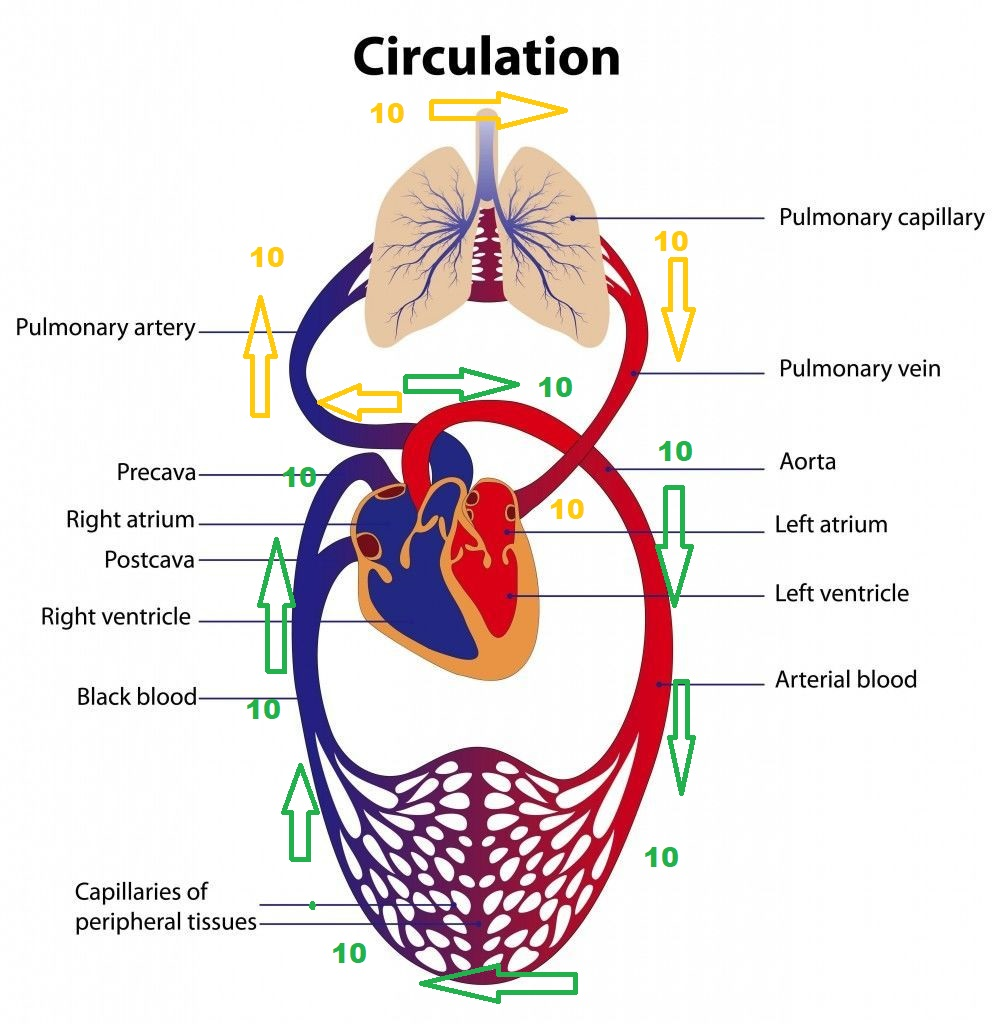 Circulation
10
Pulmonary capillary
10
10
Pulmonary artery
Pulmonary vein
10
10
Aorta
Precava
10
10
Right atrium
Left atrium
Postcava
Left ventricle
Right ventricle
Arterial blood
Black blood
10
10
Capillaries of
peripheral tissues
10